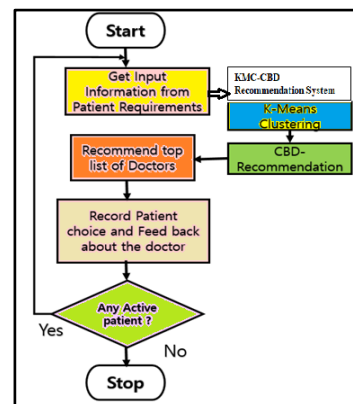 Start
Get Input
Information from
Patient Requirements
KMC-CBD
Recommendation System
K-Means
Clustering
CBD-
Recommendation
Recommend top
list of Doctors
Record Patient
choice and Feed back
about the doctor
Any Active
patient ?
Yes
No
Stop